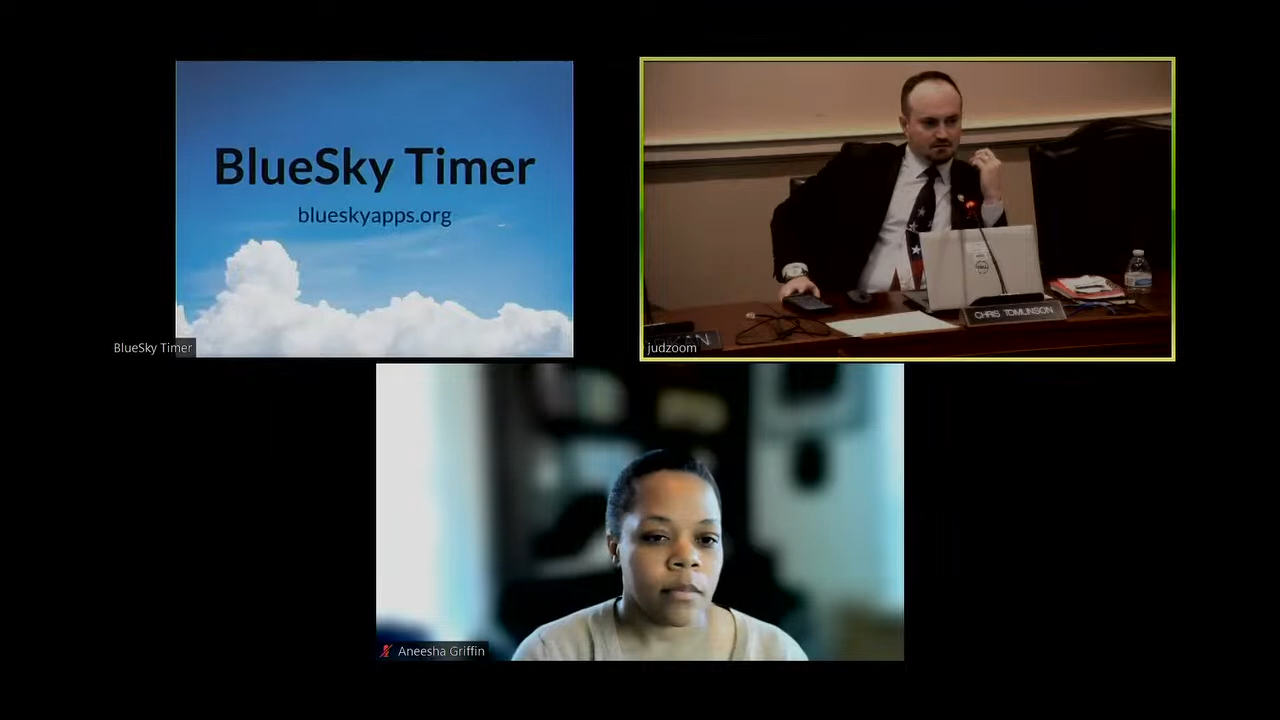 BlueSky Timer
blueskyapps.org
BlueSky Timer
CHRIS TOMLINSON
judzoom
Aneesha Griffin